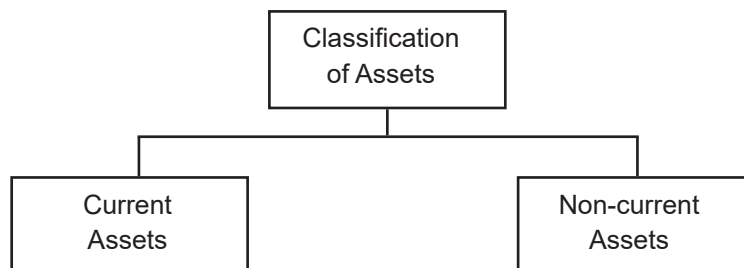 Classification
of Assets
Current
Assets
Non-current
Assets